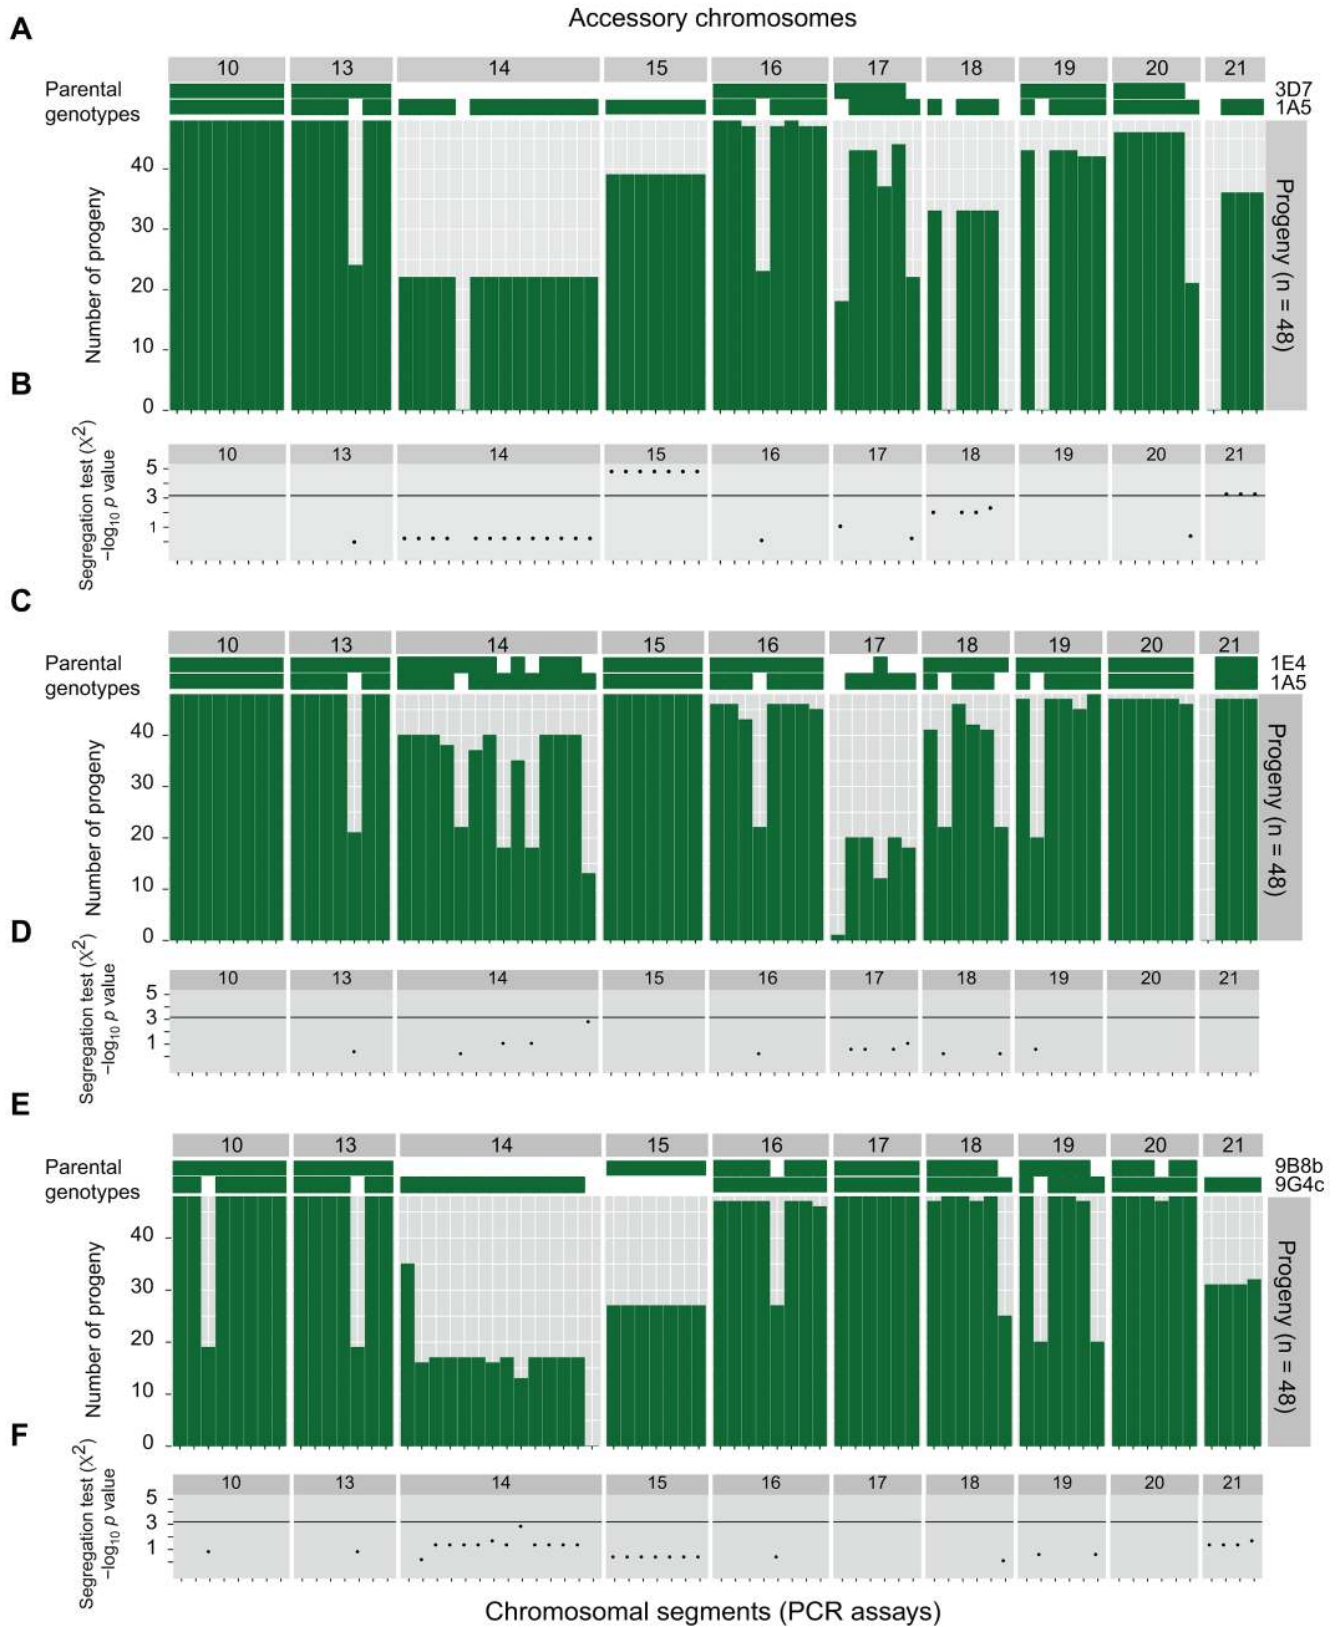 Accessory chromosomes
A
10 13 14 15 16 17 18 19 20 21
Parental
genotypes
3D7
1A5
Number of progeny
40
30
20
10
0
Progeny (n = 48)
B
Segregation test (X²)
−log₁₀ p value
10 13 14 15 16 17 18 19 20 21
5
3
1
C
10 13 14 15 16 17 18 19 20 21
Parental
genotypes
1E4
1A5
Number of progeny
40
30
20
10
0
Progeny (n = 48)
D
Segregation test (X²)
−log₁₀ p value
10 13 14 15 16 17 18 19 20 21
5
3
1
E
10 13 14 15 16 17 18 19 20 21
Parental
genotypes
9B8b
9G4c
Number of progeny
40
30
20
10
0
Progeny (n = 48)
F
Segregation test (X²)
−log₁₀ p value
10 13 14 15 16 17 18 19 20 21
5
3
1
Chromosomal segments (PCR assays)